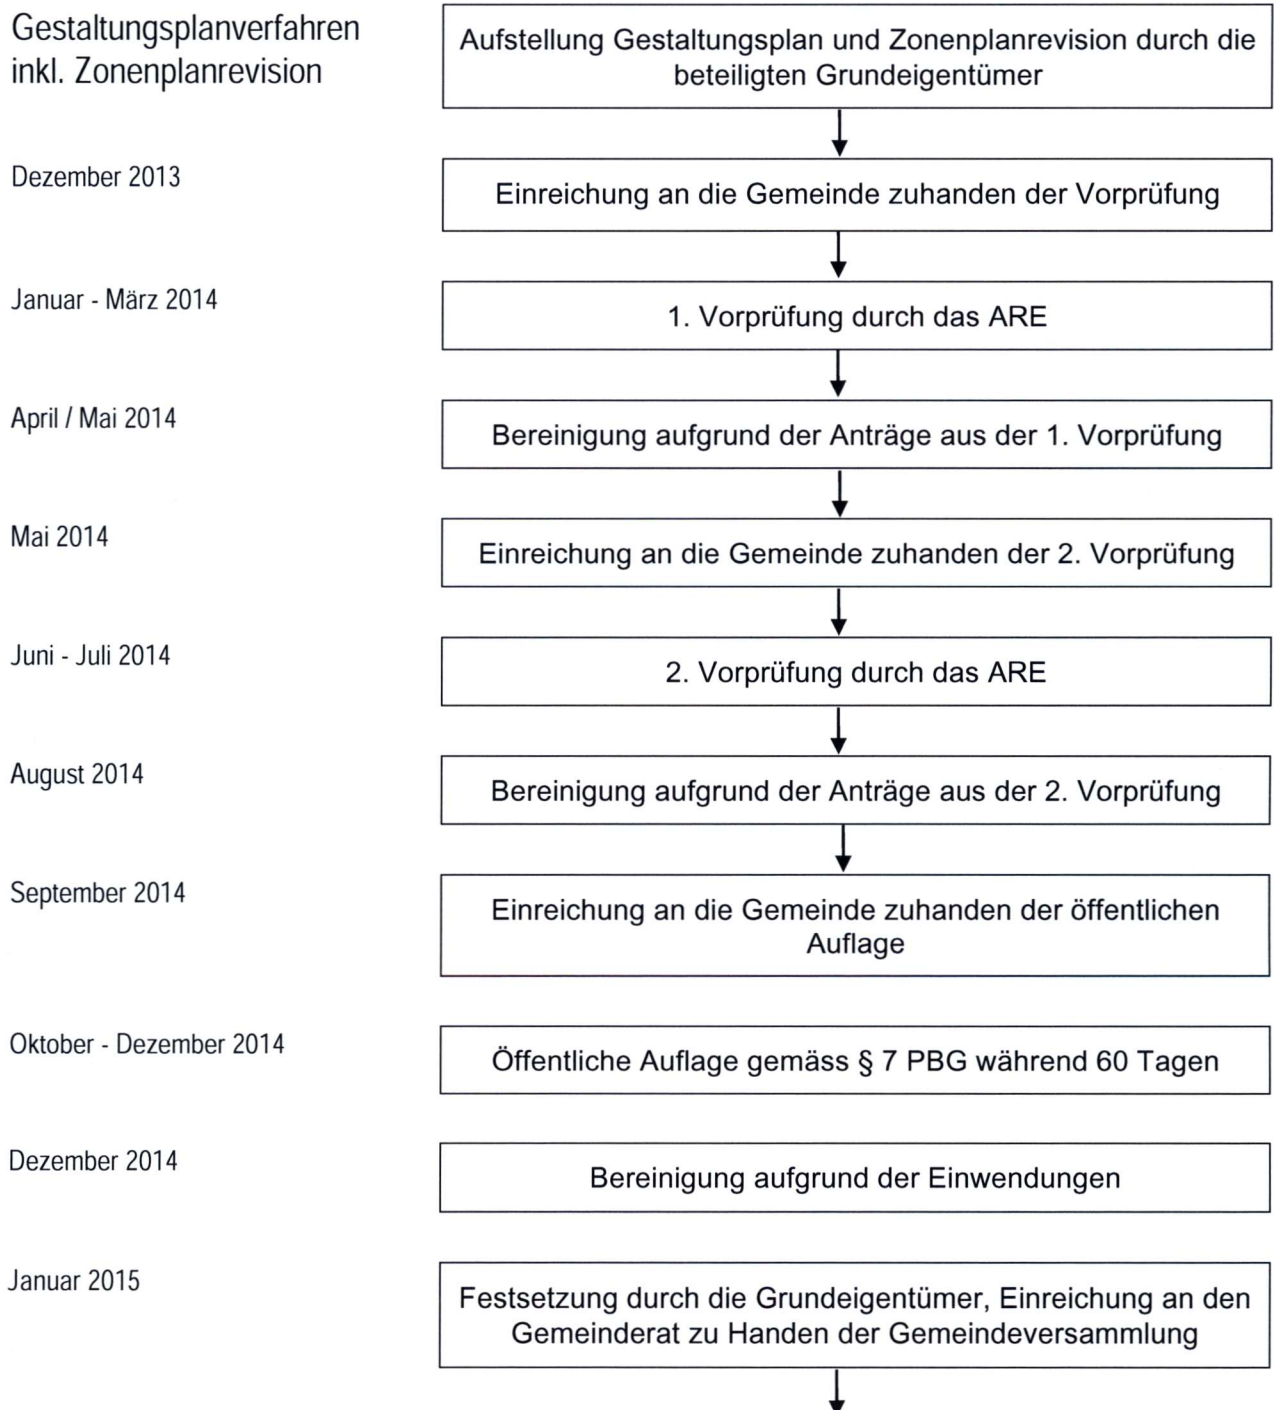 Gestaltungsplanverfahren
inkl. Zonenplanrevision
Aufstellung Gestaltungsplan und Zonenplanrevision durch die
beteiligten Grundeigentümer
Dezember 2013
Einreichung an die Gemeinde zuhanden der Vorprüfung
Januar - März 2014
1. Vorprüfung durch das ARE
April / Mai 2014
Bereinigung aufgrund der Anträge aus der 1. Vorprüfung
Mai 2014
Einreichung an die Gemeinde zuhanden der 2. Vorprüfung
Juni - Juli 2014
2. Vorprüfung durch das ARE
August 2014
Bereinigung aufgrund der Anträge aus der 2. Vorprüfung
September 2014
Einreichung an die Gemeinde zuhanden der öffentlichen
Auflage
Oktober - Dezember 2014
Öffentliche Auflage gemäss § 7 PBG während 60 Tagen
Dezember 2014
Bereinigung aufgrund der Einwendungen
Januar 2015
Festsetzung durch die Grundeigentümer, Einreichung an den
Gemeinderat zu Handen der Gemeindeversammlung